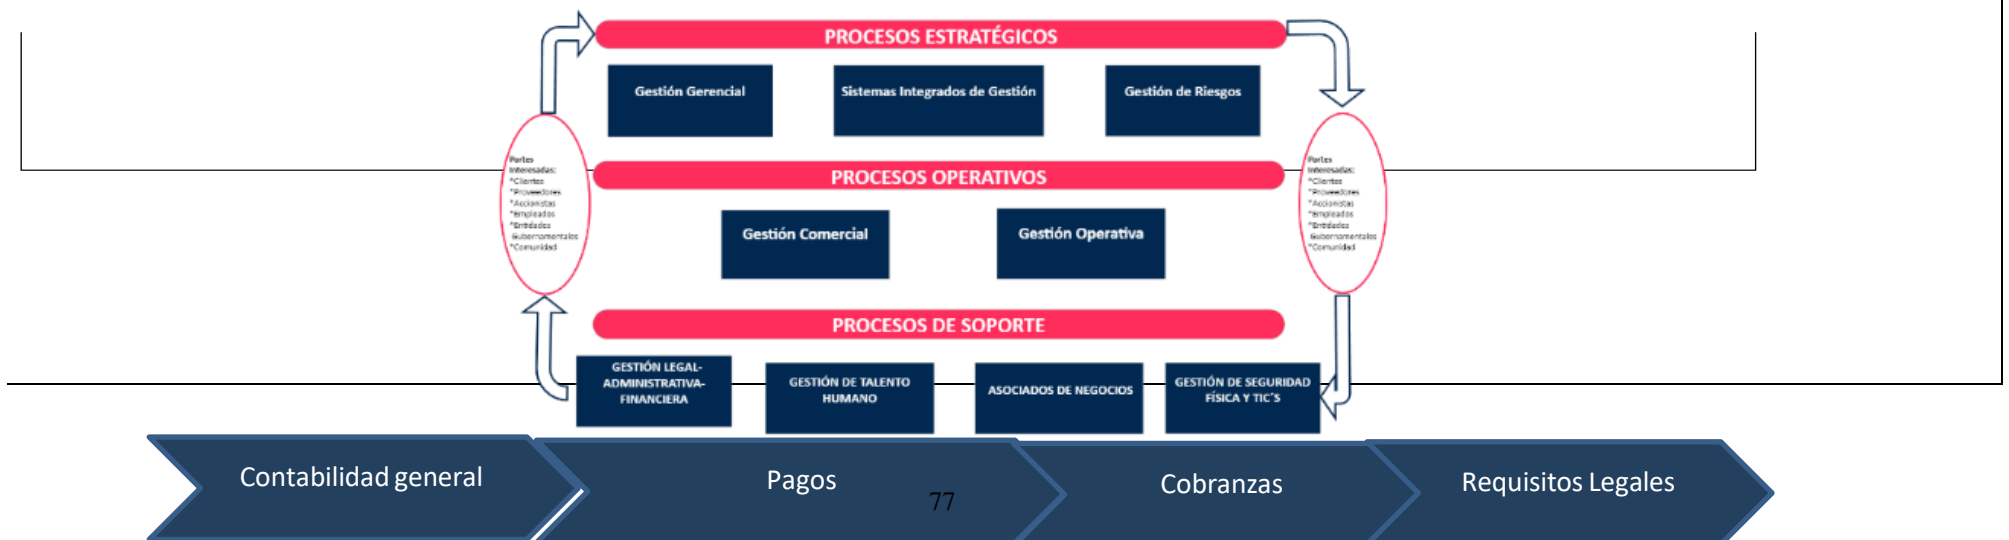 PROCESOS ESTRATÉGICOS
Gestión Gerencial
Sistemas Integrados de Gestión
Gestión de Riesgos
Partes
Interesadas:
*Clientes
*Proveedores
*Accionistas
*Empleados
*Entidades
Gubernamentales
*Comunidad
PROCESOS OPERATIVOS
Gestión Comercial
Gestión Operativa
Partes
Interesadas:
*Clientes
*Proveedores
*Accionistas
*Empleados
*Entidades
Gubernamentales
*Comunidad
PROCESOS DE SOPORTE
GESTIÓN LEGAL-
ADMINISTRATIVA-
FINANCIERA
GESTIÓN DE TALENTO
HUMANO
ASOCIADOS DE NEGOCIOS
GESTIÓN DE SEGURIDAD
FÍSICA Y TIC´S
Contabilidad general
Pagos
77
Cobranzas
Requisitos Legales